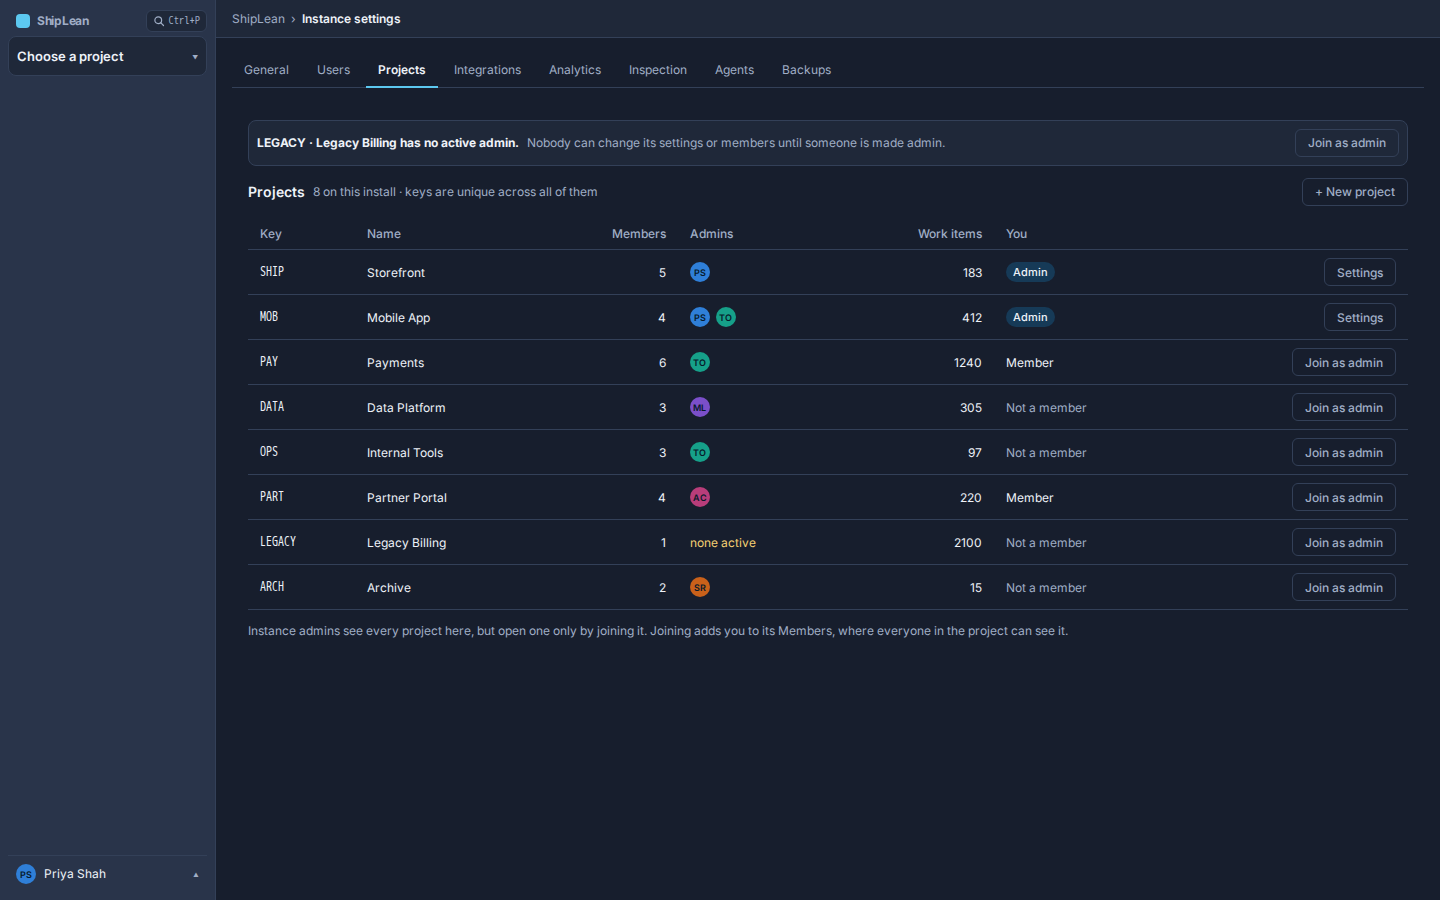 ShipLean Ctrl+P
Choose a project
ShipLean › Instance settings
General Users Projects Integrations Analytics Inspection Agents Backups
LEGACY · Legacy Billing has no active admin. Nobody can change its settings or members until someone is made admin. Join as admin
Projects 8 on this install · keys are unique across all of them + New project
Key Name Members Admins Work items You
SHIP Storefront 5 PS 183 Admin Settings
MOB Mobile App 4 PS TO 412 Admin Settings
PAY Payments 6 TO 1240 Member Join as admin
DATA Data Platform 3 ML 305 Not a member Join as admin
OPS Internal Tools 3 TO 97 Not a member Join as admin
PART Partner Portal 4 AC 220 Member Join as admin
LEGACY Legacy Billing 1 none active 2100 Not a member Join as admin
ARCH Archive 2 SR 15 Not a member Join as admin
Instance admins see every project here, but open one only by joining it. Joining adds you to its Members, where everyone in the project can see it.
PS Priya Shah